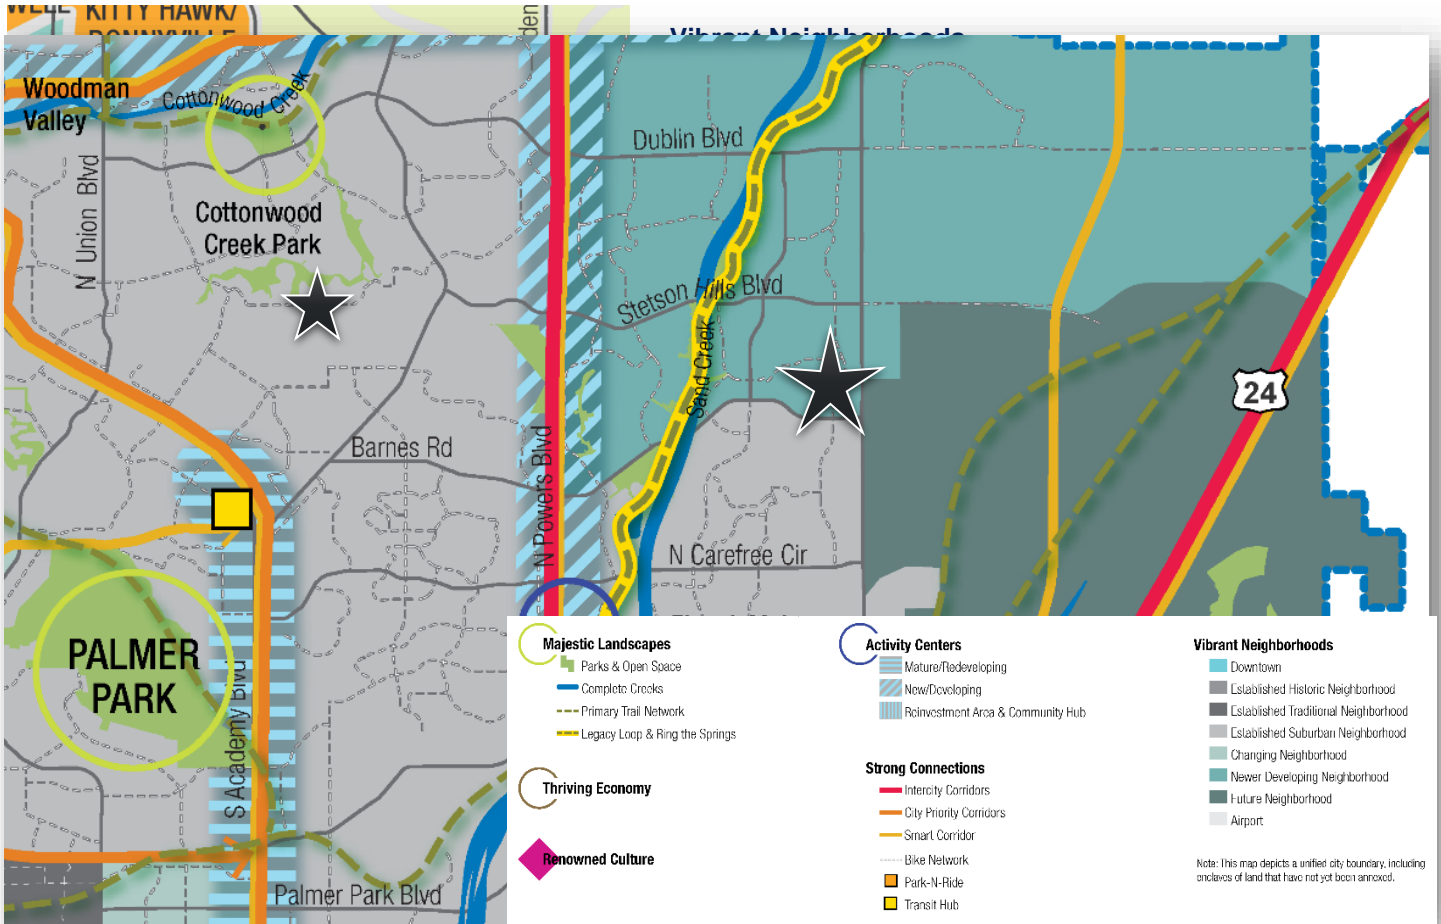 KITTY HAWK/
Vibrant Neighborhoods
Woodman
Valley
Cottonwood Creek
N Union Blvd
Cottonwood
Creek Park
Dublin Blvd
Stetson Hills Blvd
Sand Creek
24
Barnes Rd
N Powers Blvd
N Carefree Cir
PALMER
PARK
S Academy Blvd
Palmer Park Blvd
Majestic Landscapes
Parks & Open Space
Complete Creeks
Primary Trail Network
Legacy Loop & Ring the Springs
Thriving Economy
Renowned Culture
Activity Centers
Mature/Redeveloping
New/Developing
Reinvestment Area & Community Hub
Strong Connections
Intercity Corridors
City Priority Corridors
Smart Corridor
Bike Network
Park-N-Ride
Transit Hub
Vibrant Neighborhoods
Downtown
Established Historic Neighborhood
Established Traditional Neighborhood
Established Suburban Neighborhood
Changing Neighborhood
Newer Developing Neighborhood
Future Neighborhood
Airport
Note: This map depicts a unified city boundary, including
enclaves of land that have not yet been annexed.